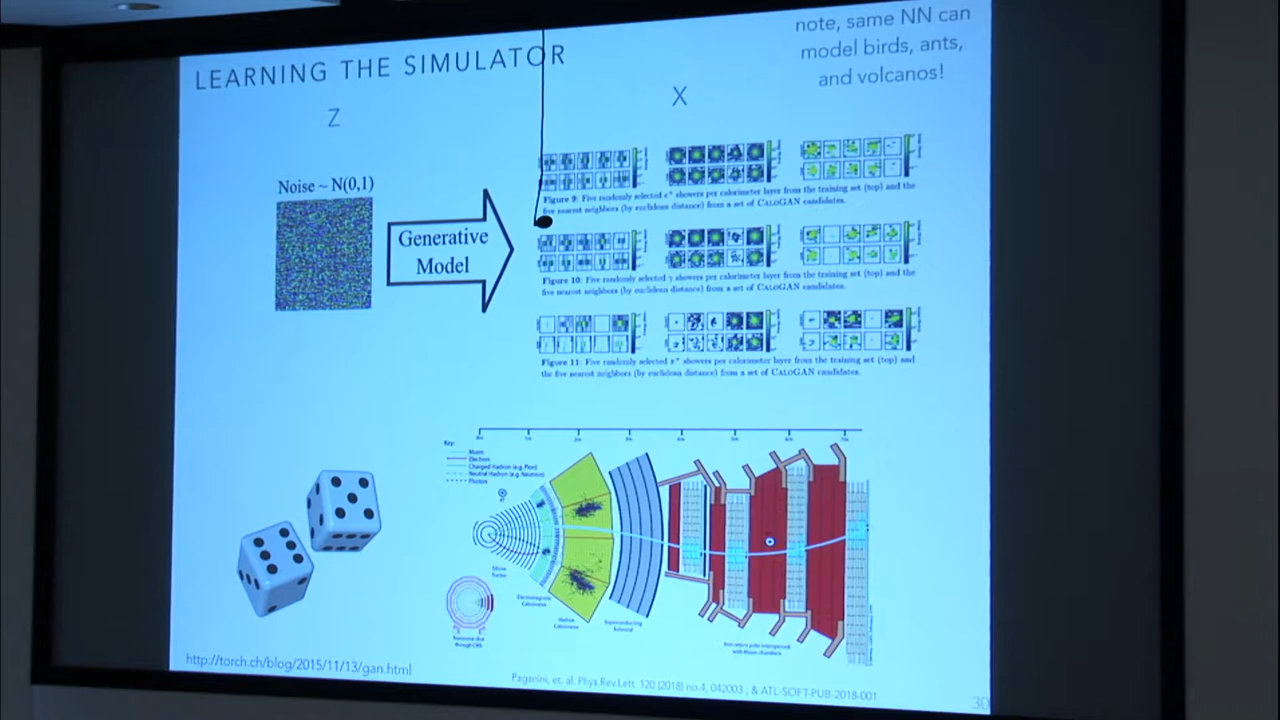 note, same NN can
model birds, ants,
and volcanos!
LEARNING THE SIMULATOR
Z
X
Noise ~ N(0,1)
Generative
Model
Figure 9: Five randomly selected e⁺ showers per calorimeter layer from the training set (top) and the
five nearest neighbors (by euclidean distance) from a set of CALOGAN candidates.
Figure 10: Five randomly selected γ showers per calorimeter layer from the training set (top) and the
five nearest neighbors (by euclidean distance) from a set of CALOGAN candidates.
Figure 11: Five randomly selected π⁺ showers per calorimeter layer from the training set (top) and
the five nearest neighbors (by euclidean distance) from a set of CALOGAN candidates.
Key:
Muon
Electron
Charged Hadron (e.g. Pion)
Neutral Hadron (e.g. Neutron)
Photon
Silicon
Tracker
Electromagnetic
Calorimeter
Hadron
Calorimeter
Superconducting
Solenoid
Iron return yoke interspersed
with Muon chambers
Transverse slice
through CMS
http://torch.ch/blog/2015/11/13/gan.html
Paganini, et. al. Phys.Rev.Lett. 120 (2018) no.4, 042003 ; & ATL-SOFT-PUB-2018-001
30